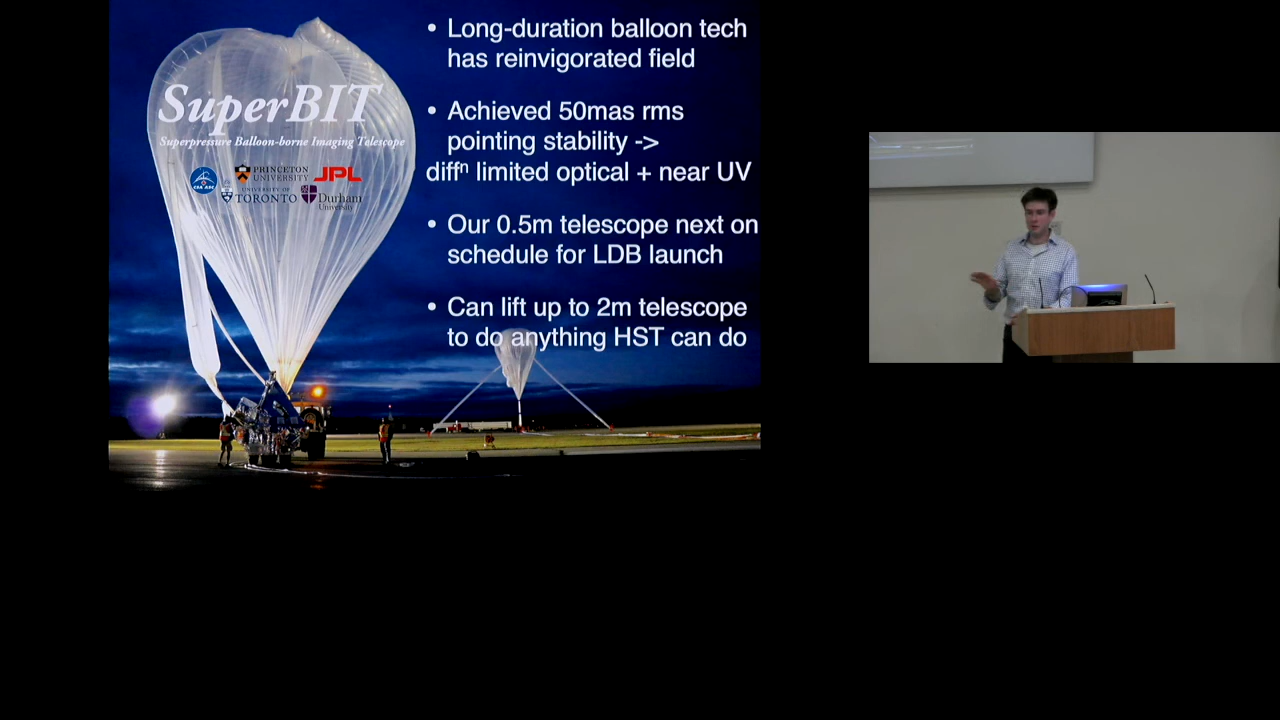 SuperBIT
Superpressure Balloon-borne Imaging Telescope
PRINCETON
UNIVERSITY
JPL
UNIVERSITY OF
TORONTO
Durham
University
• Long-duration balloon tech
has reinvigorated field
• Achieved 50mas rms
pointing stability ->
diffⁿ limited optical + near UV
• Our 0.5m telescope next on
schedule for LDB launch
• Can lift up to 2m telescope
to do anything HST can do